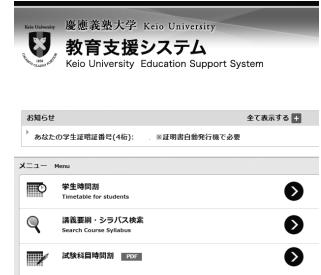 Keio University
慶應義塾大学 Keio University
教育支援システム
Keio University Education Support System
お知らせ 全て表示する
あなたの学生証暗証番号(4桁): ※証明書自動発行機で必要
メニュー Menu
学生時間割
Timetable for students
講義要綱・シラバス検索
Search Course Syllabus
試験科目時間割 PDF